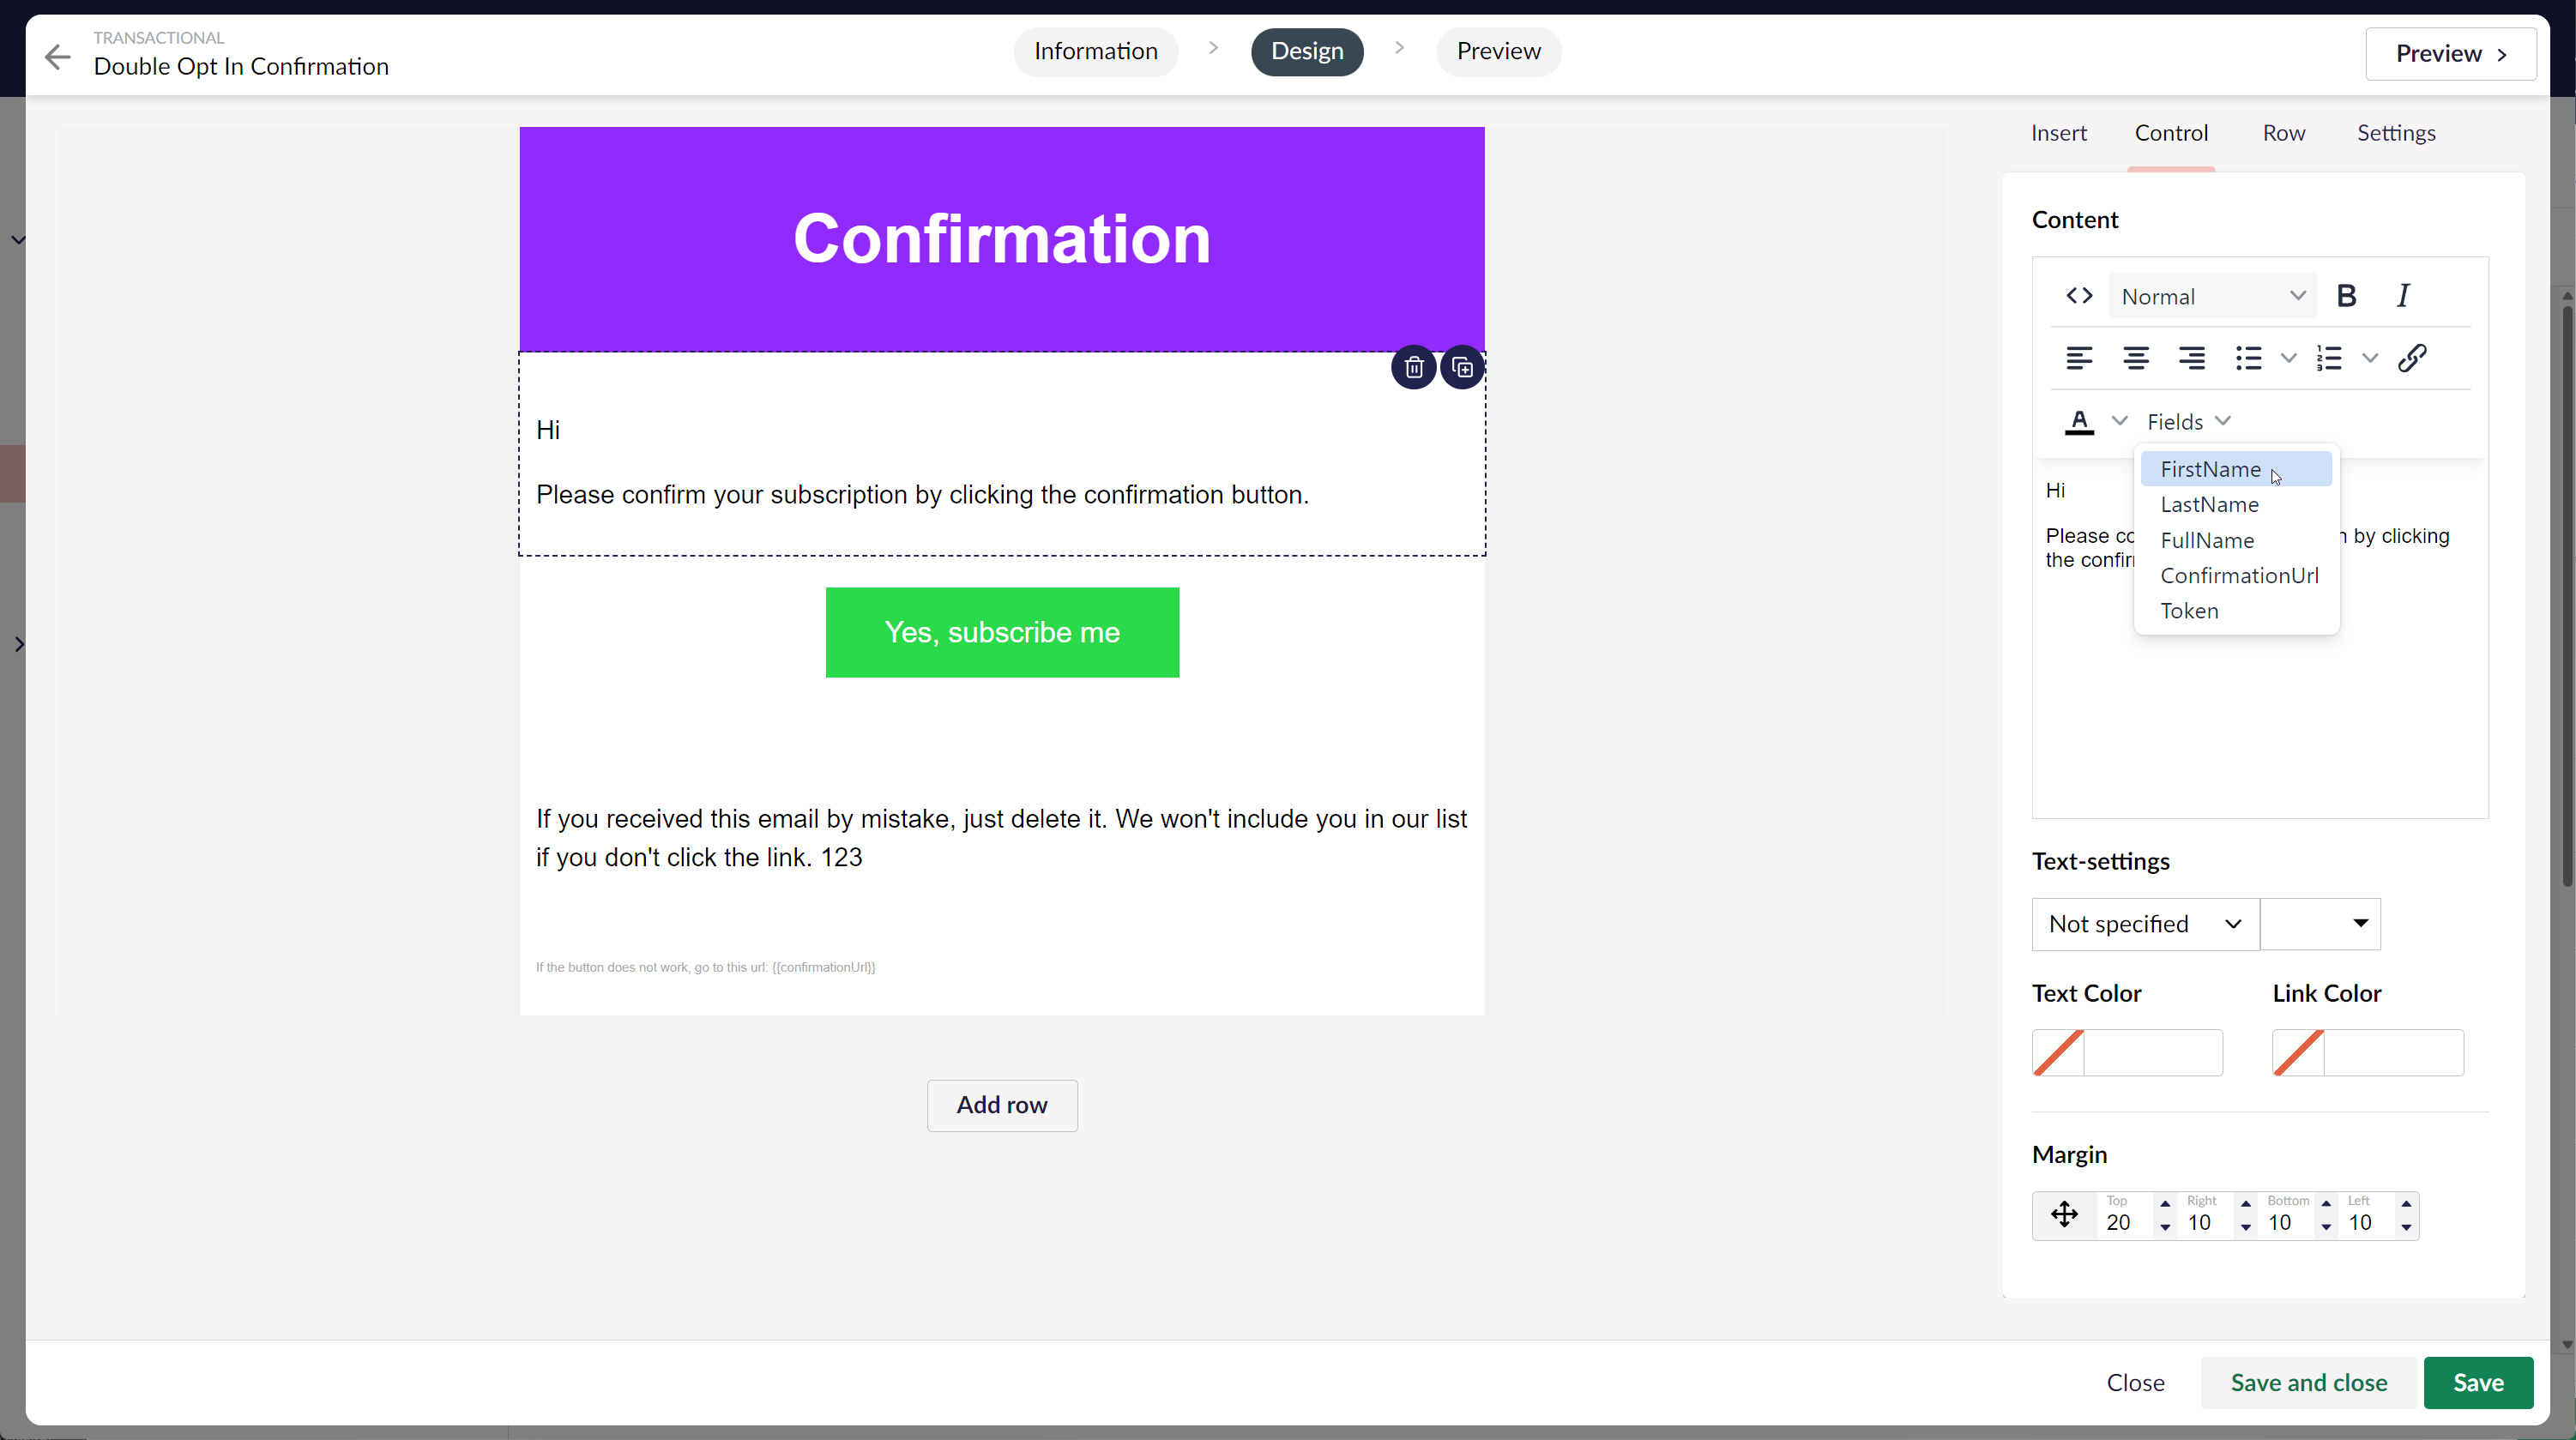 TRANSACTIONAL
Double Opt In Confirmation
Information
Design
Preview
Preview
Insert
Control
Row
Settings
Confirmation
Hi
Please confirm your subscription by clicking the confirmation button.
Yes, subscribe me
If you received this email by mistake, just delete it. We won't include you in our list
if you don't click the link. 123
If the button does not work, go to this url: {{confirmationUrl}}
Add row
Content
Normal
B I
A
Fields
FirstName
LastName
FullName
ConfirmationUrl
Token
Hi
Please co n by clicking
the confir
Text-settings
Not specified
Text Color
Link Color
Margin
Top
20
Right
10
Bottom
10
Left
10
Close
Save and close
Save